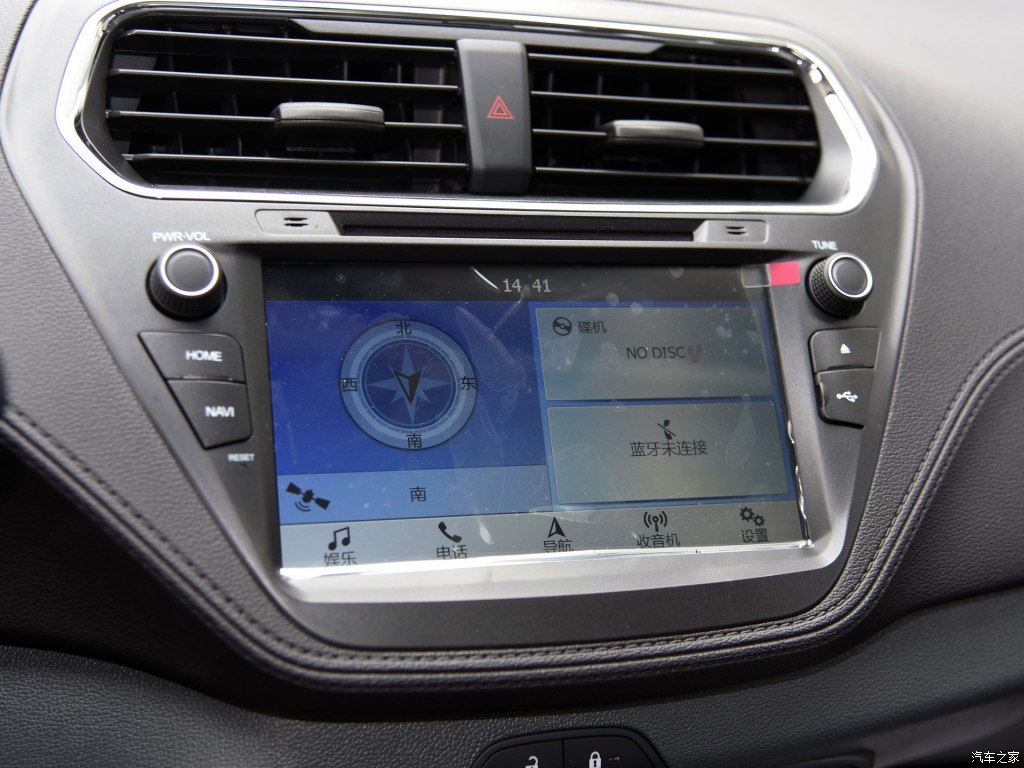 PWR-VOL
TUNE
14 41
HOME
NAVI
RESET
北
西
东
南
南
碟机
NO DISC
蓝牙未连接
娱乐
电话
导航
收音机
设置
汽车之家